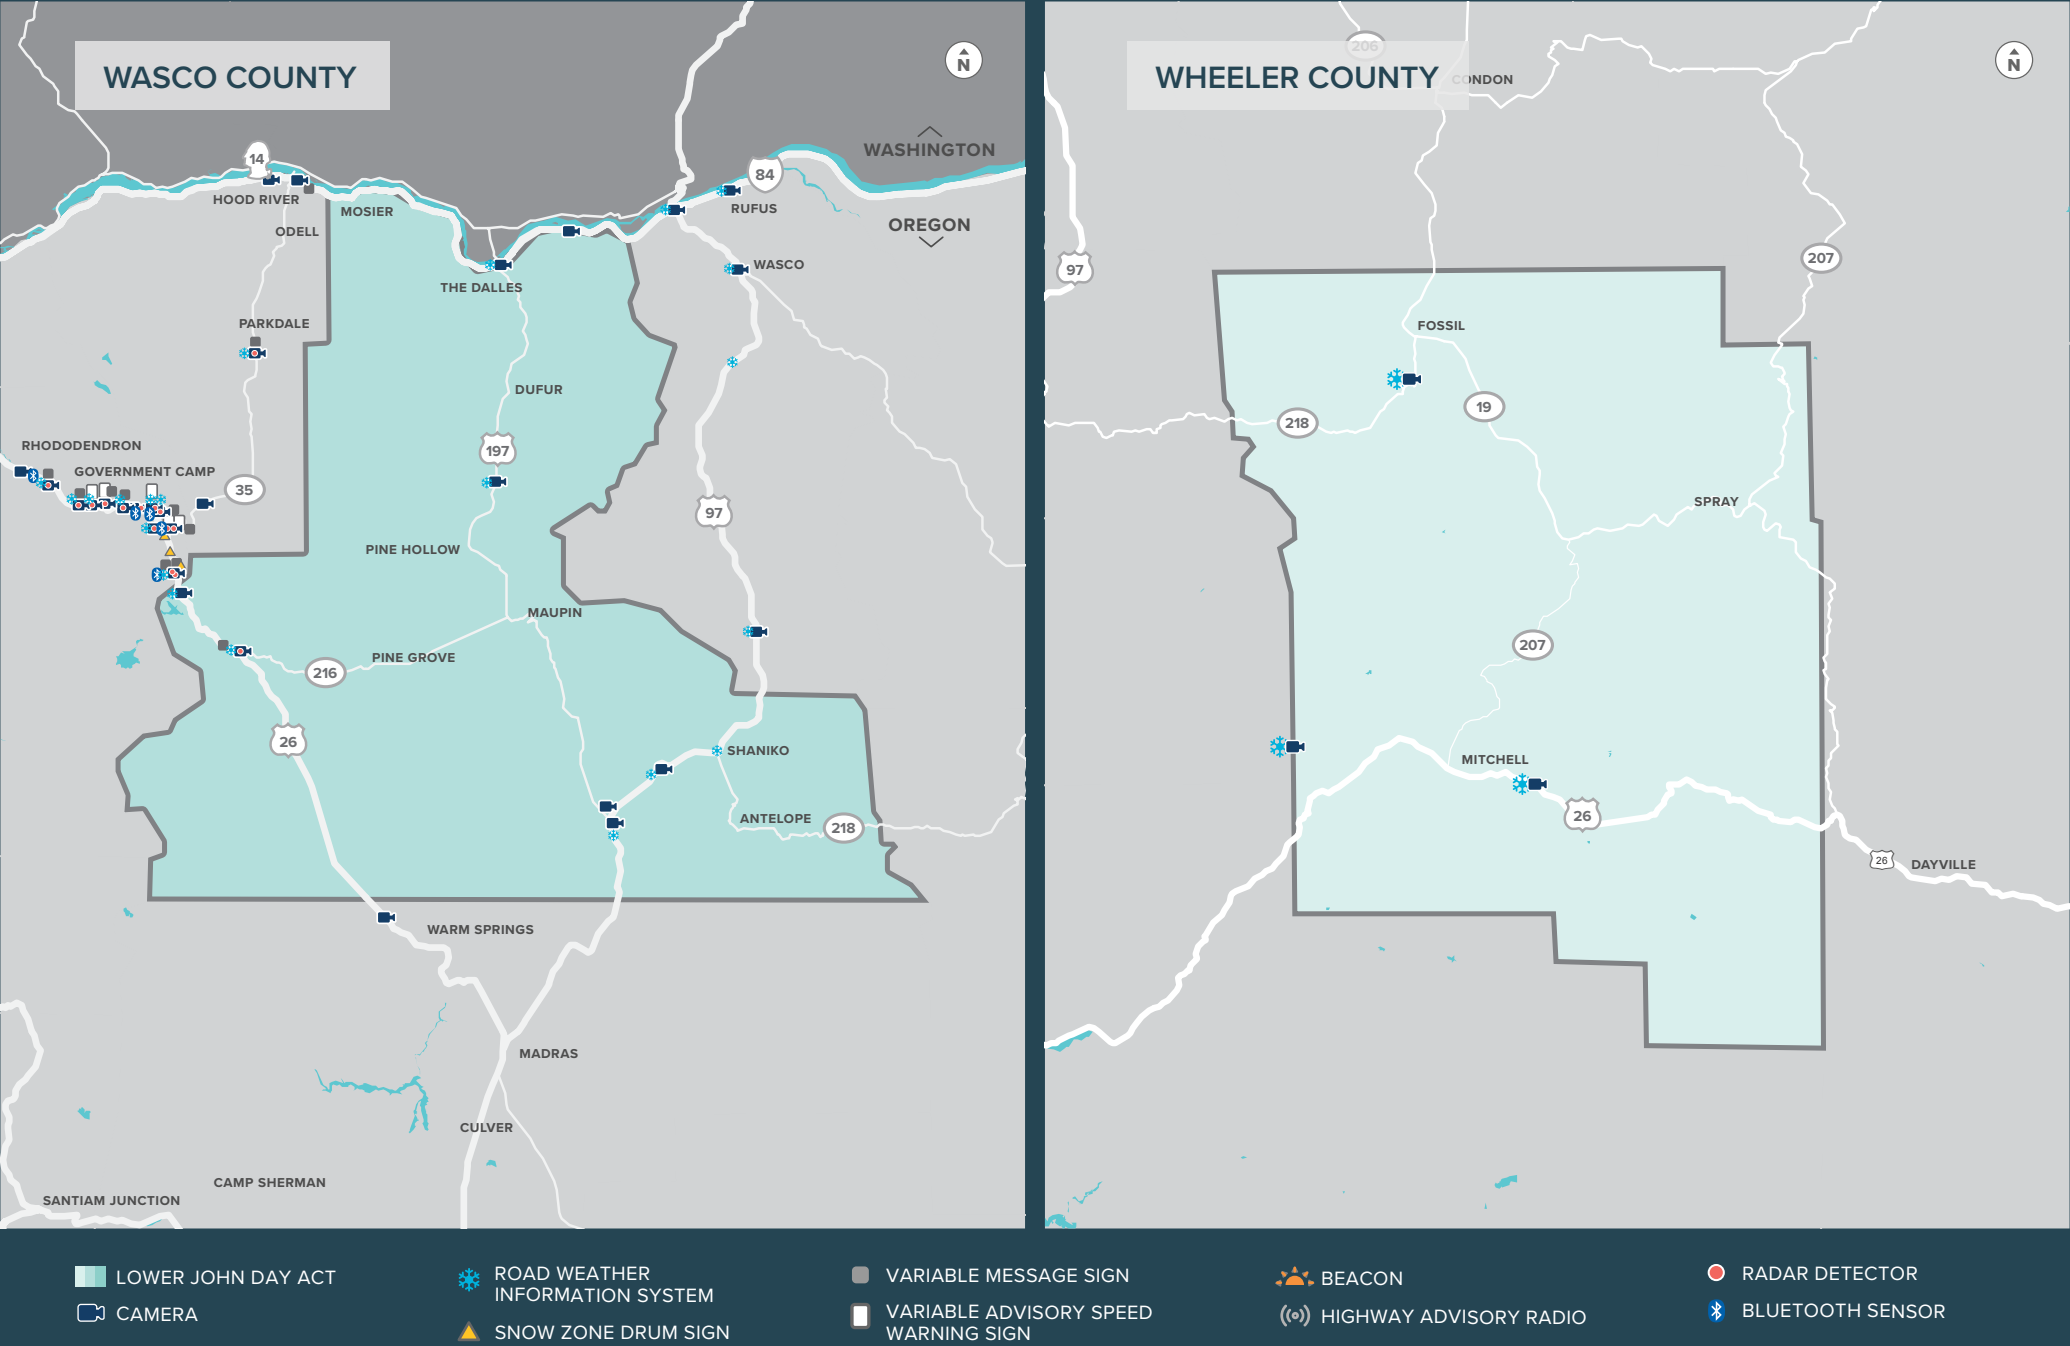 WASCO COUNTY
N
WASHINGTON
OREGON
14
84
HOOD RIVER
MOSIER
RUFUS
ODELL
WASCO
THE DALLES
PARKDALE
DUFUR
RHODODENDRON
197
GOVERNMENT CAMP
35
97
PINE HOLLOW
MAUPIN
PINE GROVE
216
26
SHANIKO
ANTELOPE
218
WARM SPRINGS
MADRAS
CULVER
CAMP SHERMAN
SANTIAM JUNCTION
206
WHEELER COUNTY
CONDON
N
97
207
FOSSIL
19
218
SPRAY
207
MITCHELL
26
26
DAYVILLE
LOWER JOHN DAY ACT
CAMERA
ROAD WEATHER
INFORMATION SYSTEM
SNOW ZONE DRUM SIGN
VARIABLE MESSAGE SIGN
VARIABLE ADVISORY SPEED
WARNING SIGN
BEACON
HIGHWAY ADVISORY RADIO
RADAR DETECTOR
BLUETOOTH SENSOR